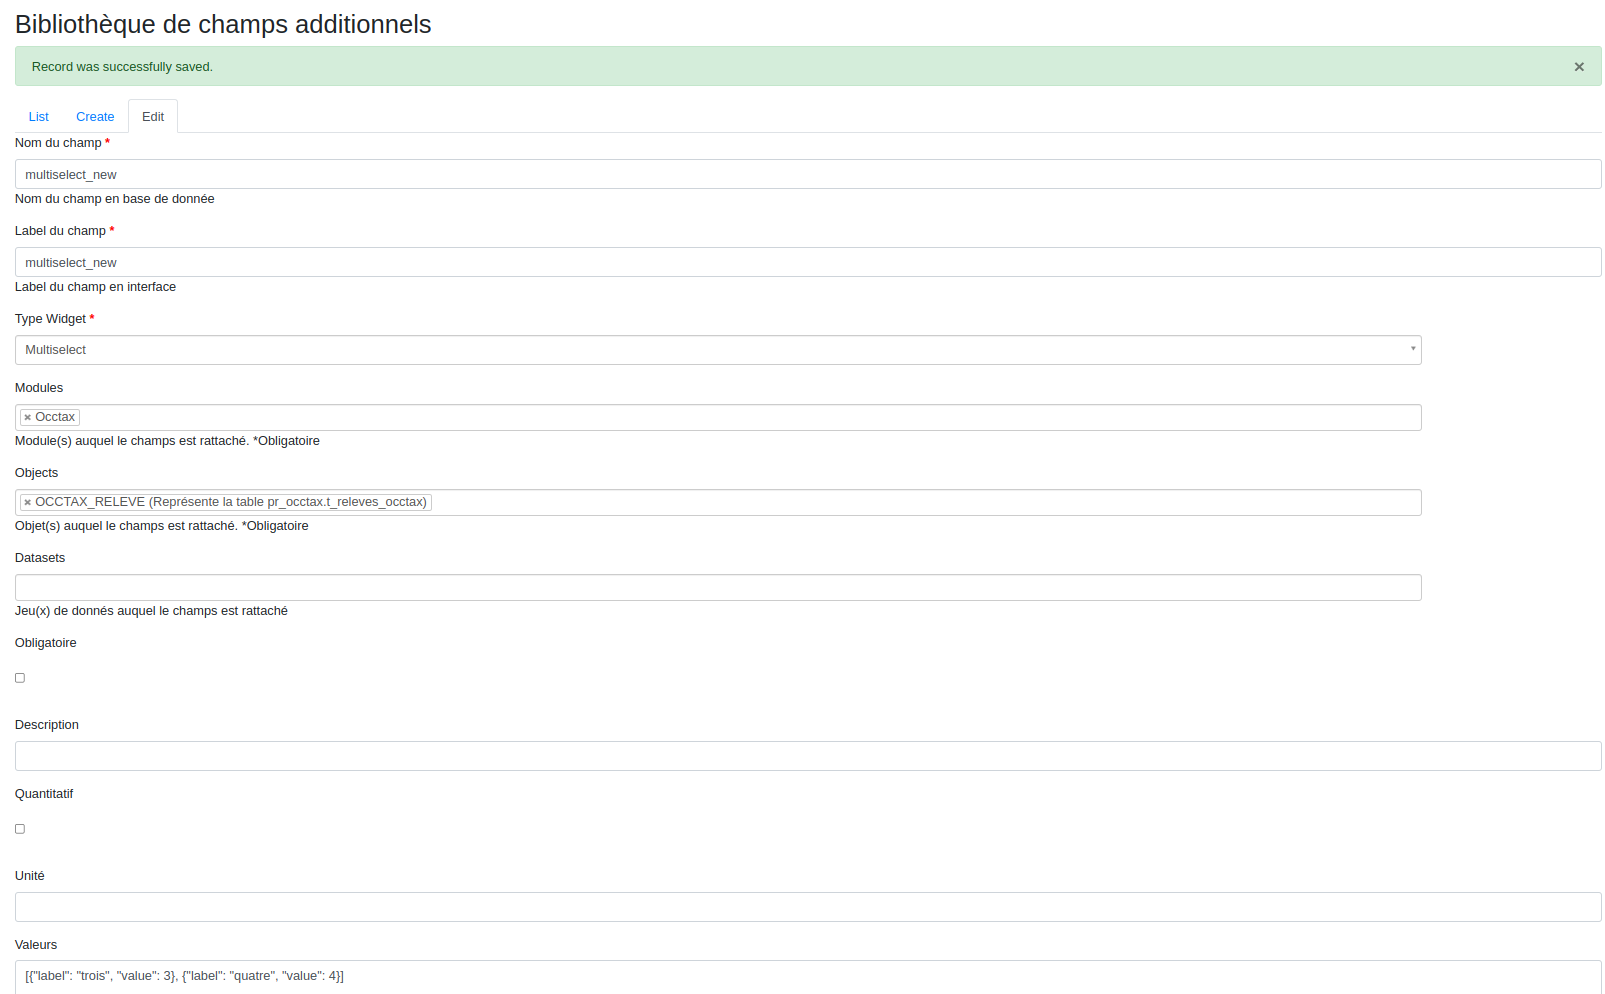 Bibliothèque de champs additionnels
Record was successfully saved. ×
List Create Edit
Nom du champ *
multiselect_new
Nom du champ en base de donnée
Label du champ *
multiselect_new
Label du champ en interface
Type Widget *
Multiselect
Modules
× Occtax
Module(s) auquel le champs est rattaché. *Obligatoire
Objects
× OCCTAX_RELEVE (Représente la table pr_occtax.t_releves_occtax)
Objet(s) auquel le champs est rattaché. *Obligatoire
Datasets
Jeu(x) de donnés auquel le champs est rattaché
Obligatoire
Description
Quantitatif
Unité
Valeurs
[{"label": "trois", "value": 3}, {"label": "quatre", "value": 4}]